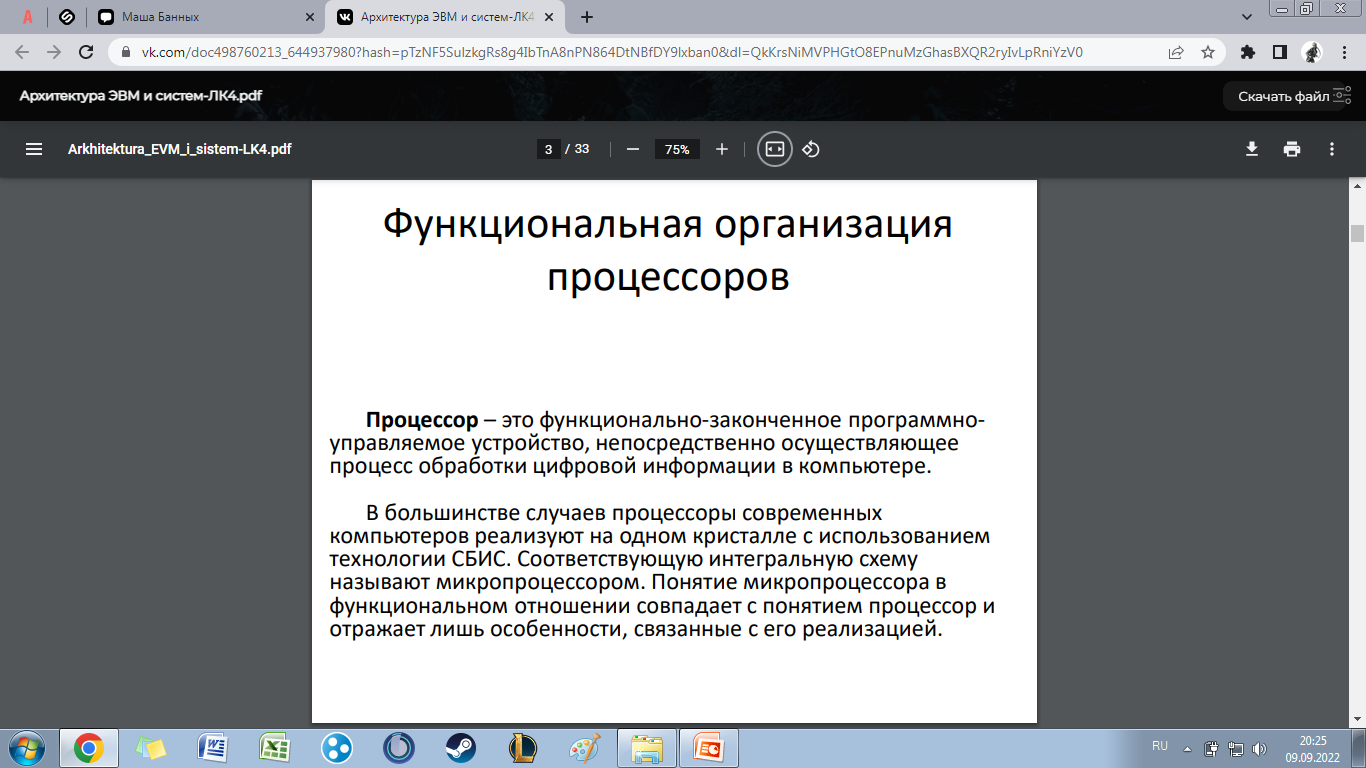 Маша Банных
Архитектура ЭВМ и систем-ЛК4
vk.com/doc498760213_644937980?hash=pTzNF5SulzkgRs8g4IbTnA8nPN864DtNBfDY9lxban0&dl=QkKrsNiMVPHGtO8EPnuMzGhasBXQR2ryIvLpRniYzV0
Архитектура ЭВМ и систем-ЛК4.pdf
Скачать файл
Arkhitektura_EVM_i_sistem-LK4.pdf
3 / 33
75%
Функциональная организация
процессоров
Процессор – это функционально-законченное программно-
управляемое устройство, непосредственно осуществляющее
процесс обработки цифровой информации в компьютере.
В большинстве случаев процессоры современных
компьютеров реализуют на одном кристалле с использованием
технологии СБИС. Соответствующую интегральную схему
называют микропроцессором. Понятие микропроцессора в
функциональном отношении совпадает с понятием процессор и
отражает лишь особенности, связанные с его реализацией.
RU
20:25
09.09.2022